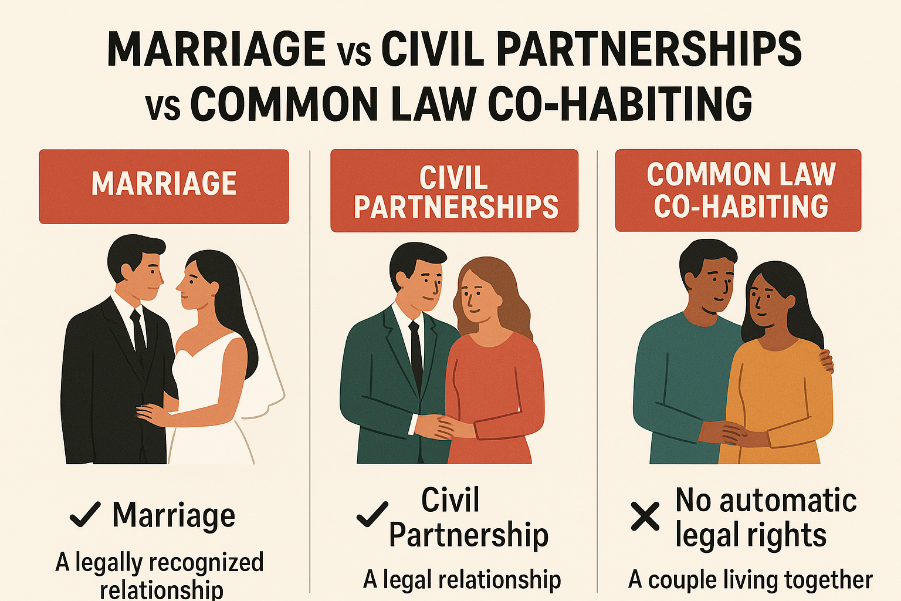 MARRIAGE vs CIVIL PARTNERSHIPS
vs COMMON LAW CO-HABITING
MARRIAGE
CIVIL
PARTNERSHIPS
COMMON LAW
CO-HABITING
Marriage
A legally recognized
relationship
Civil
Partnership
A legal relationship
No automatic
legal rights
A couple living together